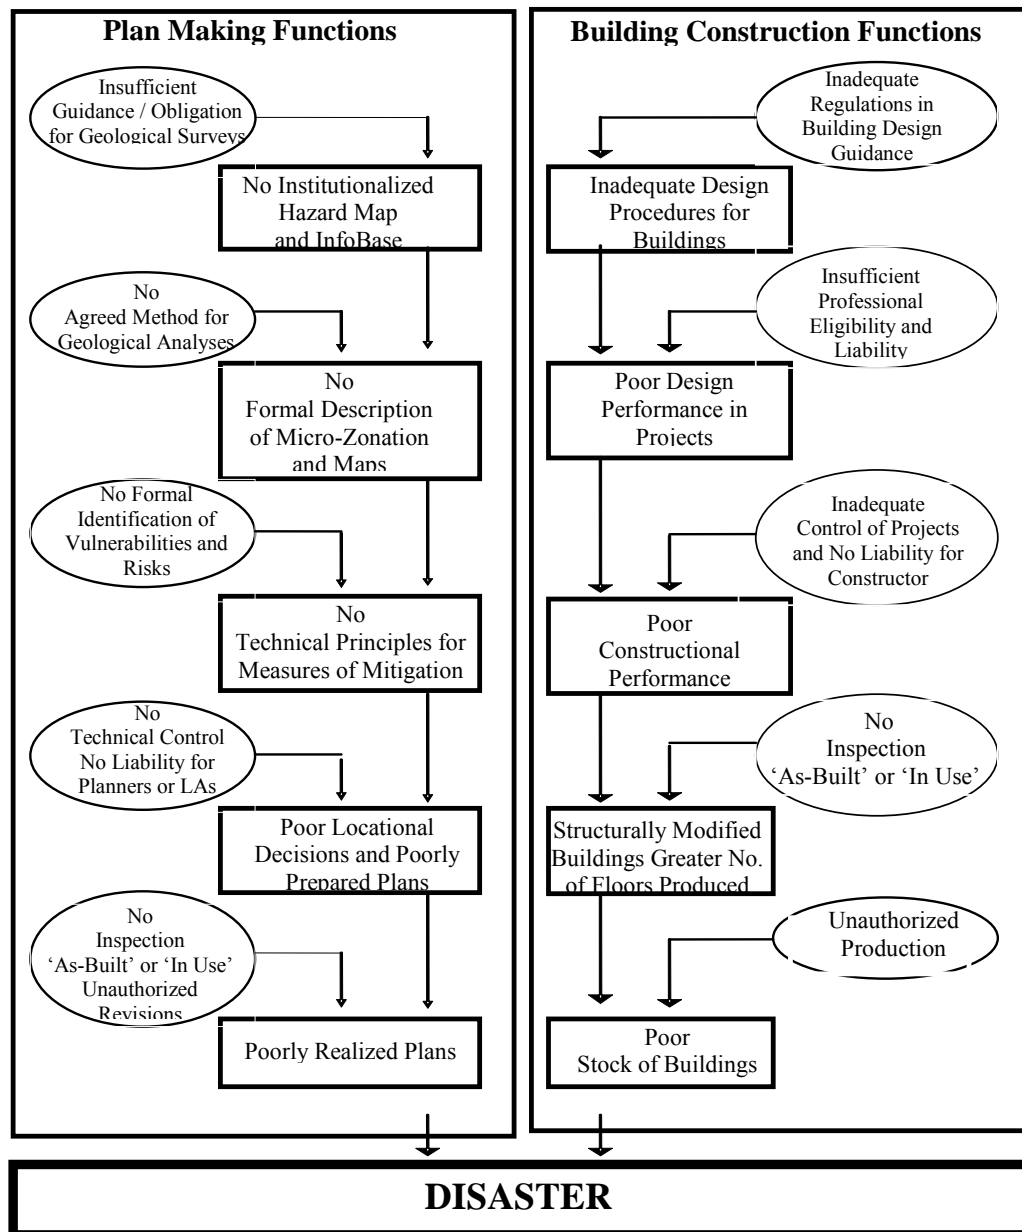 Plan Making Functions
Insufficient
Guidance / Obligation
for Geological Surveys
No Institutionalized
Hazard Map
and InfoBase
No
Agreed Method for
Geological Analyses
No
Formal Description
of Micro-Zonation
and Maps
No Formal
Identification of
Vulnerabilities and
Risks
No
Technical Principles for
Measures of Mitigation
No
Technical Control
No Liability for
Planners or LAs
Poor Locational
Decisions and Poorly
Prepared Plans
No
Inspection
‘As-Built’ or ‘In Use’
Unauthorized
Revisions
Poorly Realized Plans
Building Construction Functions
Inadequate
Regulations in
Building Design
Guidance
Inadequate Design
Procedures for
Buildings
Insufficient
Professional
Eligibility and
Liability
Poor Design
Performance in
Projects
Inadequate
Control of Projects
and No Liability for
Constructor
Poor
Constructional
Performance
No
Inspection
‘As-Built’ or ‘In Use’
Structurally Modified
Buildings Greater No.
of Floors Produced
Unauthorized
Production
Poor
Stock of Buildings
DISASTER